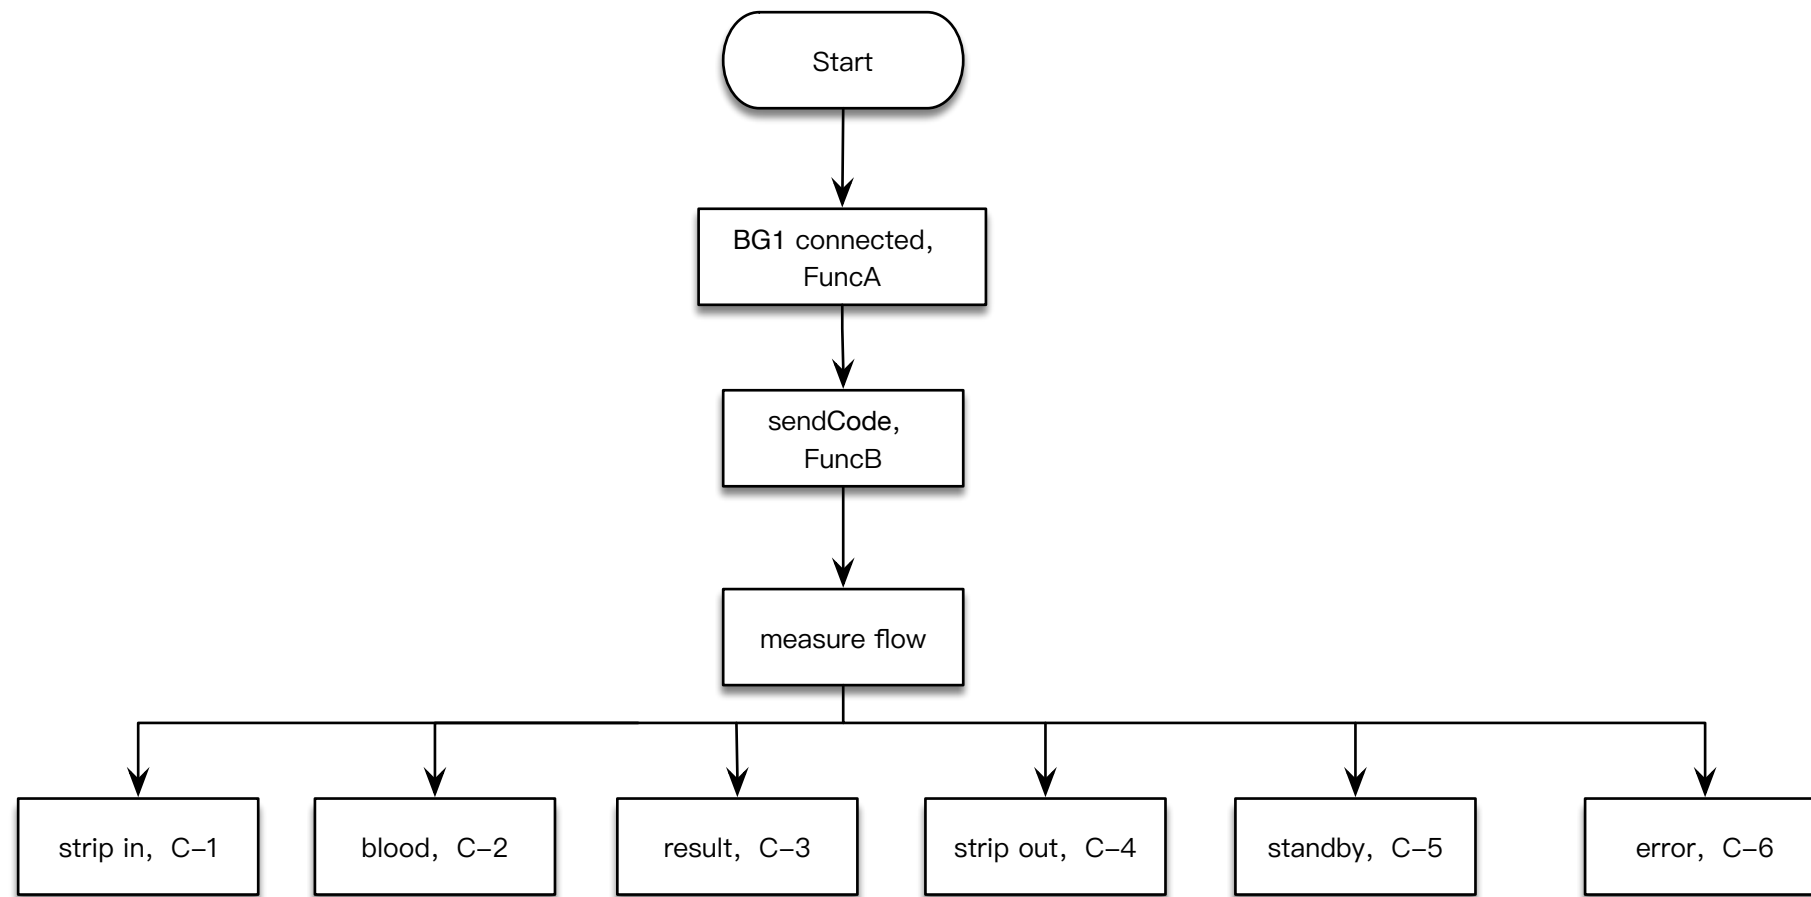 Start
BG1 connected,
FuncA
sendCode,
FuncB
measure flow
strip in, C-1
blood, C-2
result, C-3
strip out, C-4
standby, C-5
error, C-6